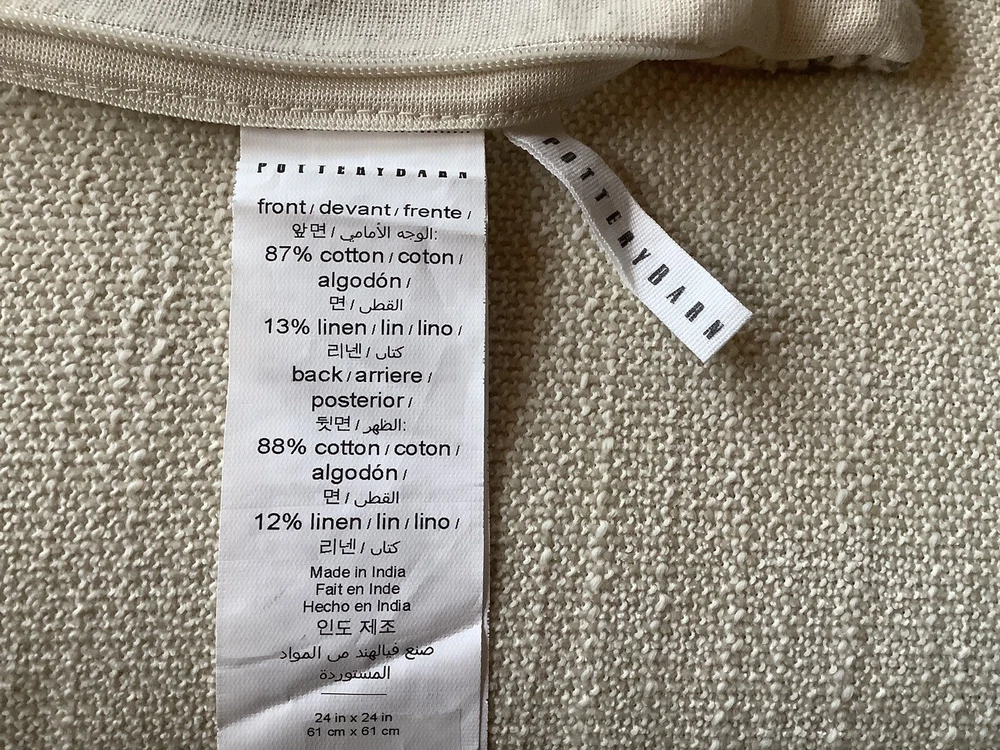 POTTERYBARN
front / devant / frente /
앞면 / الوجه الأمامي:
87% cotton / coton /
algodón /
면 / القطن
13% linen / lin / lino /
리넨 / كتان
back / arriere /
posterior /
뒷면 / الظهر:
88% cotton / coton /
algodón /
면 / القطن
12% linen / lin / lino /
리넨 / كتان
Made in India
Fait en Inde
Hecho en India
인도 제조
صنع فيالهند من المواد
المستوردة
24 in x 24 in
61 cm x 61 cm
POTTERYBARN